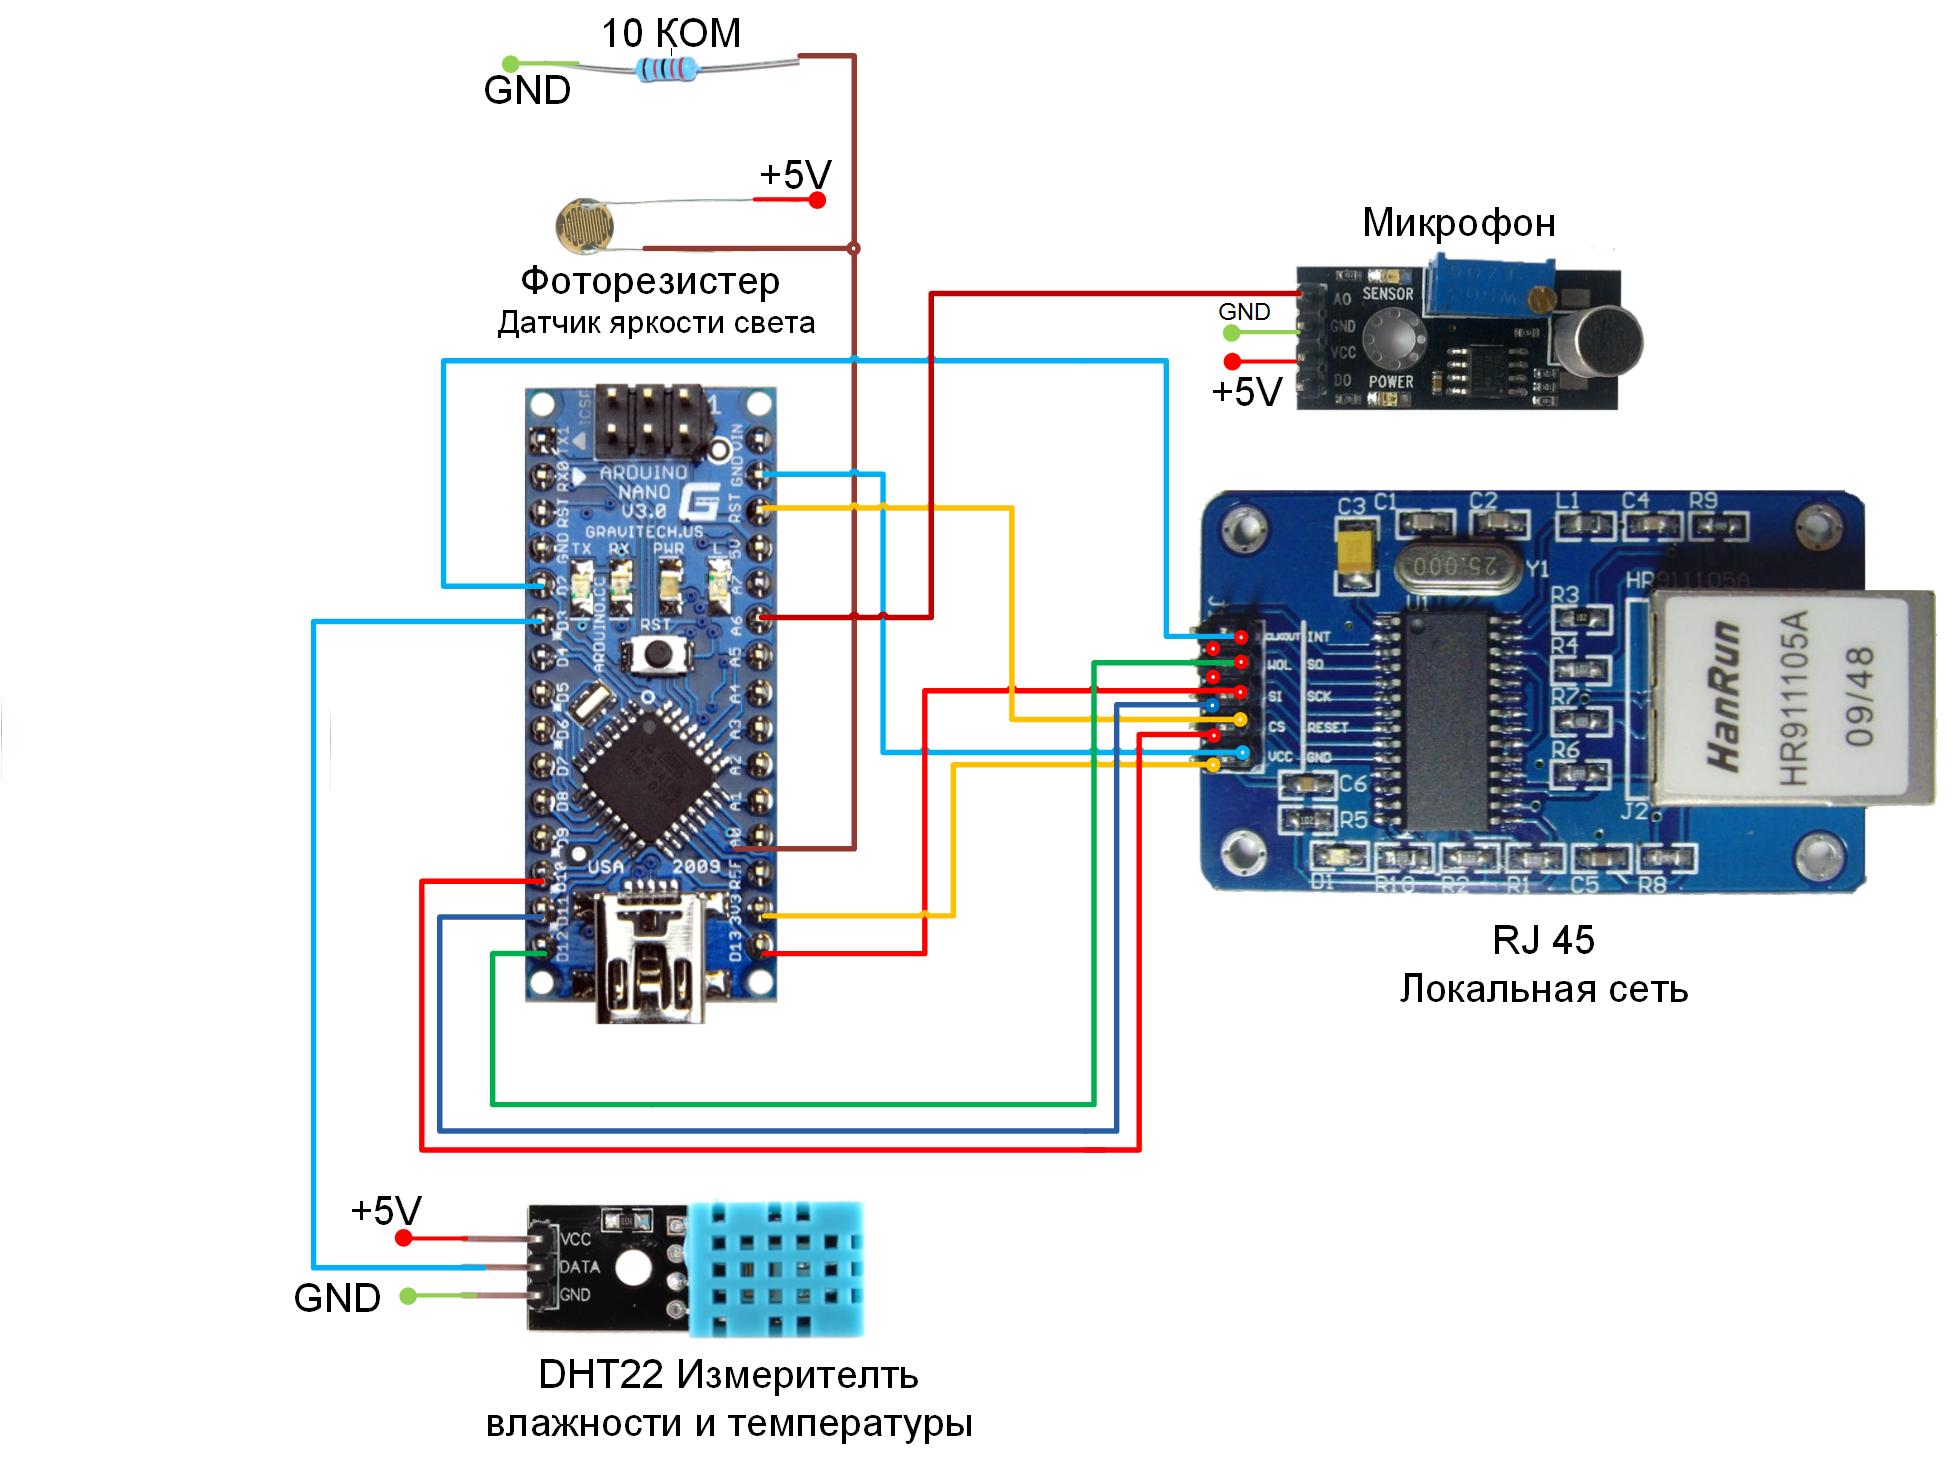 10 КОМ
GND
+5V
Фоторезистер
Датчик яркости света
Микрофон
GND
+5V
AO
GND
VCC
DO
SENSOR
POWER
ICSP
1
ARDUINO
NANO
V3.0
GRAVITECH.US
TX RX PWR L
ARDUINO.CC
RST
USA 2009
TX1
RX0
RST
GND
D2
D3
D4
D5
D6
D7
D8
D9
D10
D11
D12
VIN
GND
RST
5V
A7
A6
A5
A4
A3
A2
A1
A0
REF
3V3
D13
C3 C1 C2 L1 C4 R9
25.000
Y1
HR911105A
U1
R3
R4
R7
R6
J2
CLKOUT INT
WOL SO
SI SCK
CS RESET
VCC GND
C6
R5
D1 R10 R2 R1 C5 R8
HanRun
HR911105A
09/48
RJ 45
Локальная сеть
+5V
GND
VCC
DATA
GND
DHT22 Измерителть
влажности и температуры